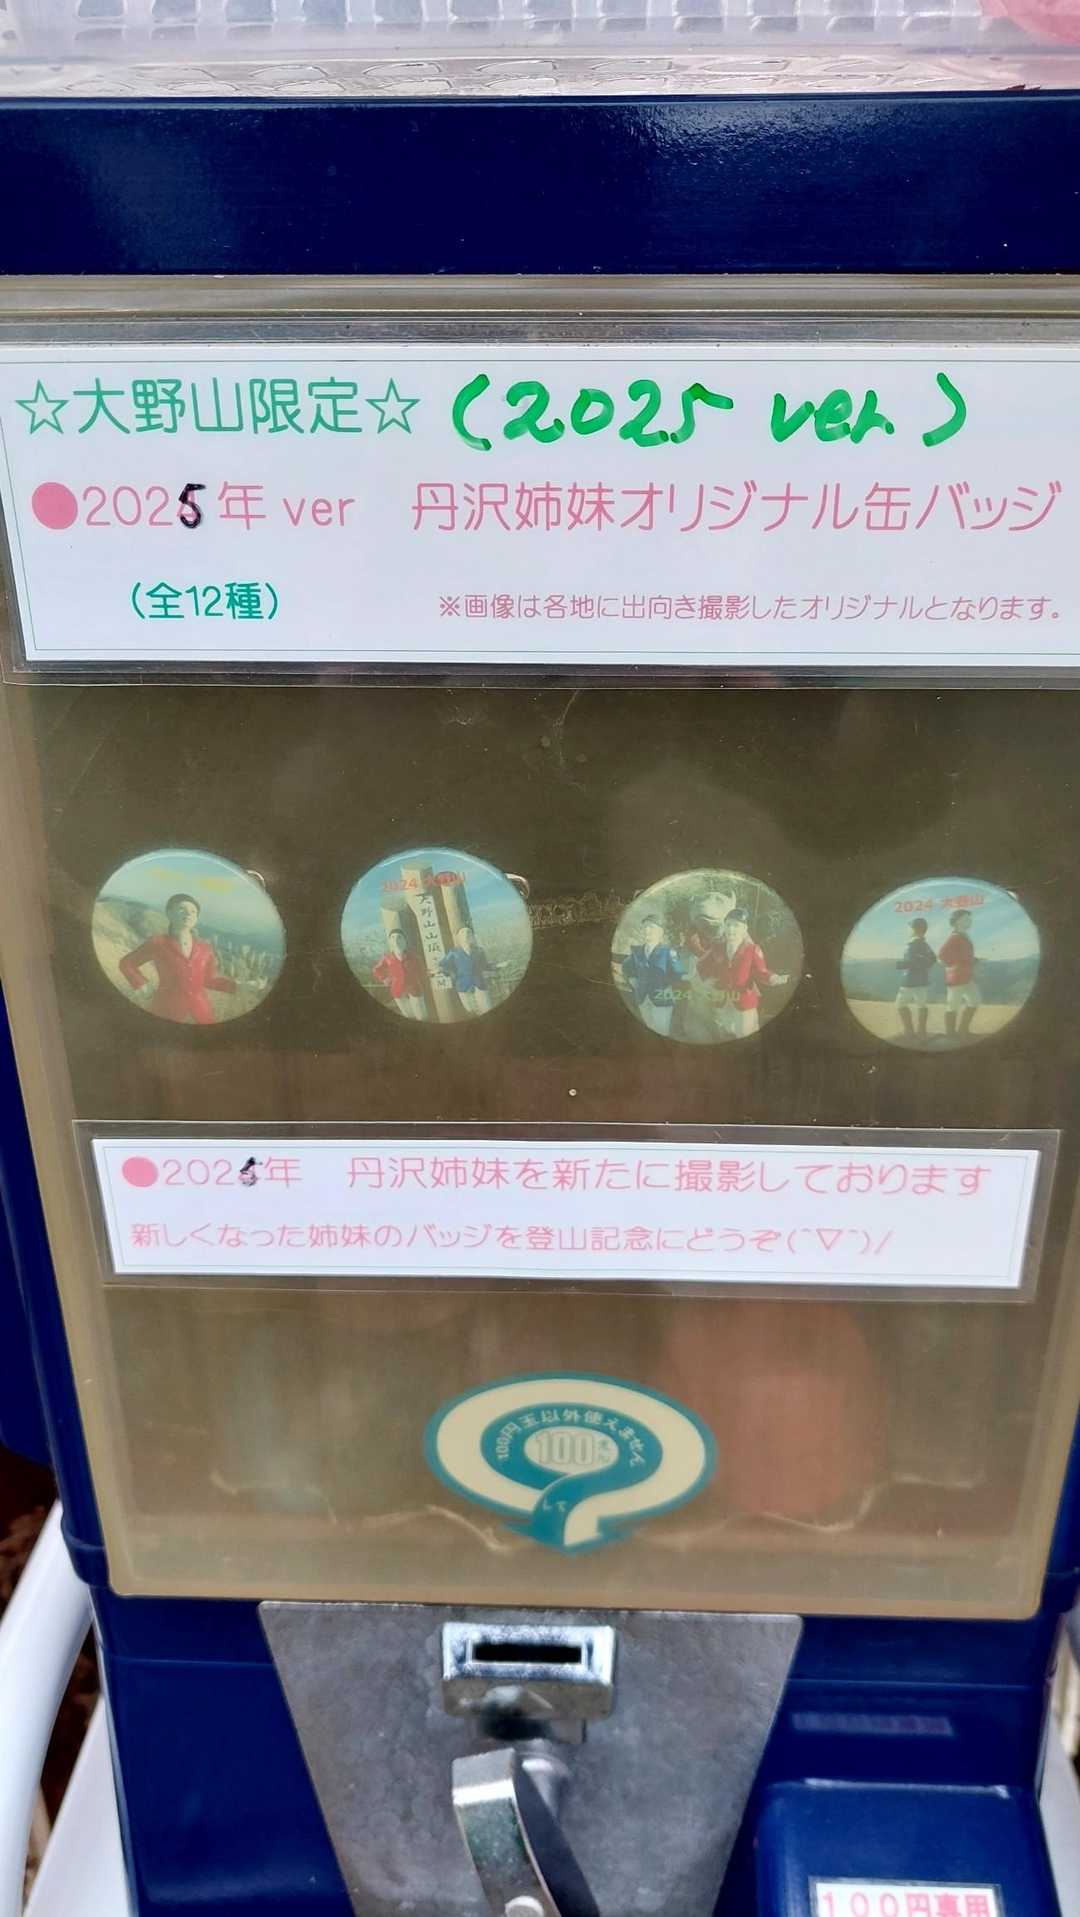 ☆大野山限定☆ (2025 ver.)
●2025年 ver 丹沢姉妹オリジナル缶バッジ
(全12種) ※画像は各地に出向き撮影したオリジナルとなります。
2024 大野山
大野山山頂
2024 大野山
2024 大野山
●2025年 丹沢姉妹を新たに撮影しております
新しくなった姉妹のバッジを登山記念にどうぞ(^▽^)/
100円玉以外使えません
100
100円専用